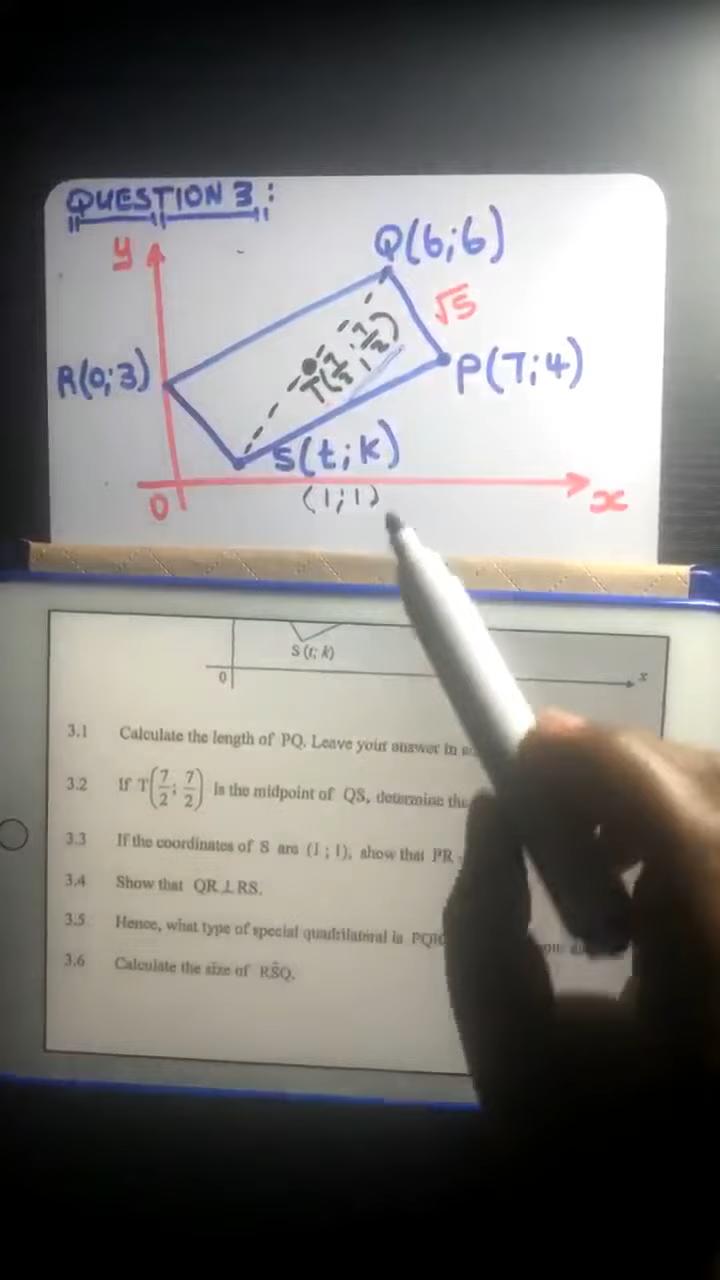 QUESTION 3:
y
Q(6;6)
√5
T(7/2;7/2)
R(0;3)
P(7;4)
S(t;k)
(1;1)
0
x
S(t; k)
0
x
3.1 Calculate the length of PQ. Leave your answer in
3.2 If T(7/2; 7/2) is the midpoint of QS, determine the
3.3 If the coordinates of S are (1 ; 1), show that PR
3.4 Show that QR ⊥ RS.
3.5 Hence, what type of special quadrilateral is
3.6 Calculate the size of RŜQ.